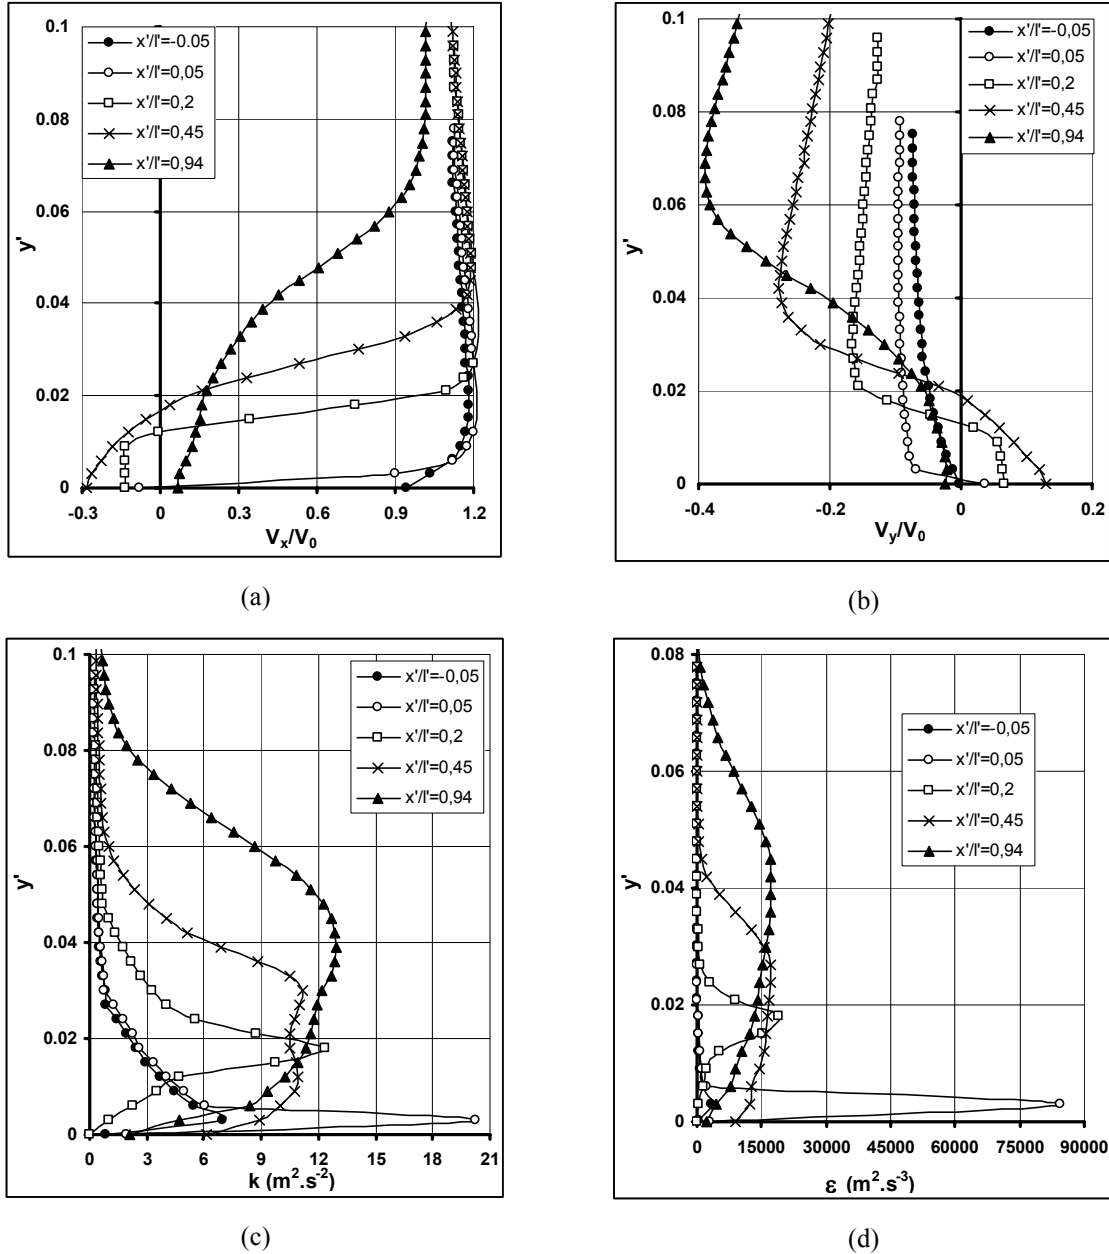 0.1
0.08
0.06
0.04
0.02
0
y'
-0.3 0 0.3 0.6 0.9 1.2
Vx/V0
x'/l'=-0.05
x'/l'=0,05
x'/l'=0,2
x'/l'=0,45
x'/l'=0,94
(a)
0.1
0.08
0.06
0.04
0.02
0
y'
-0.4 -0.2 0 0.2
Vy/V0
x'/l'=-0,05
x'/l'=0,05
x'/l'=0,2
x'/l'=0,45
x'/l'=0,94
(b)
0.1
0.08
0.06
0.04
0.02
0
y'
0 3 6 9 12 15 18 21
k (m².s⁻²)
x'/l'=-0,05
x'/l'=0,05
x'/l'=0,2
x'/l'=0,45
x'/l'=0,94
(c)
0.08
0.06
0.04
0.02
0
y'
0 15000 30000 45000 60000 75000 90000
ε (m².s⁻³)
x'/l'=-0,05
x'/l'=0,05
x'/l'=0,2
x'/l'=0,45
x'/l'=0,94
(d)